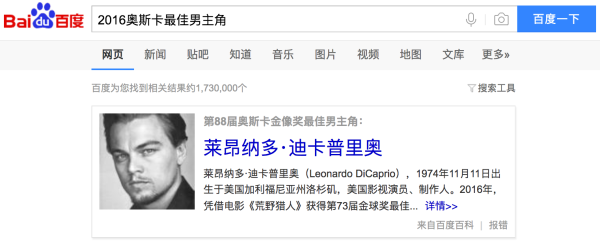 Bai du 百度 2016奥斯卡最佳男主角 百度一下
网页 新闻 贴吧 知道 音乐 图片 视频 地图 文库 更多»
百度为您找到相关结果约1,730,000个 搜索工具
第88届奥斯卡金像奖最佳男主角：
莱昂纳多·迪卡普里奥
莱昂纳多·迪卡普里奥（Leonardo DiCaprio），1974年11月11日出
生于美国加利福尼亚州洛杉矶，美国影视演员、制作人。2016年，
凭借电影《荒野猎人》获得第73届金球奖最佳... 详情>>
来自百度百科 | 报错